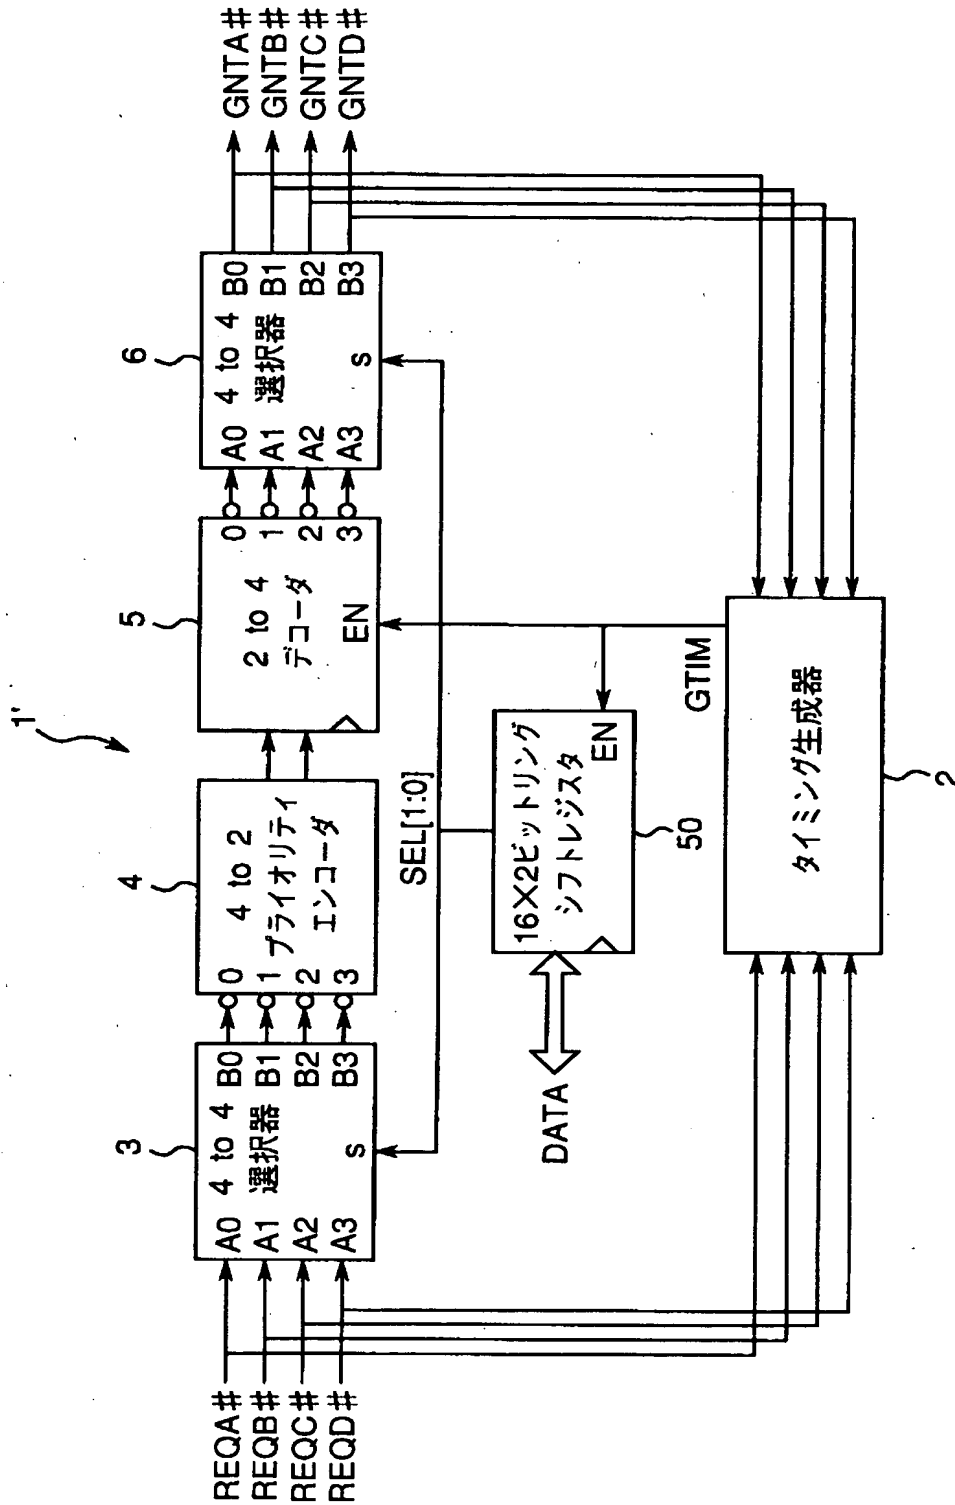 1'
REQA#
REQB#
REQC#
REQD#
3
A0 4 to 4 B0
A1 選択器 B1
A2 B2
A3 s B3
4
0 4 to 2
1 プライオリティ
2 エンコーダ
3
5
2 to 4 0
デコーダ 1
2
EN 3
6
A0 4 to 4 B0
A1 選択器 B1
A2 B2
A3 s B3
GNTA#
GNTB#
GNTC#
GNTD#
SEL[1:0]
DATA
16×2ビットリング
シフトレジスタ
EN
50
GTIM
タイミング生成器
2